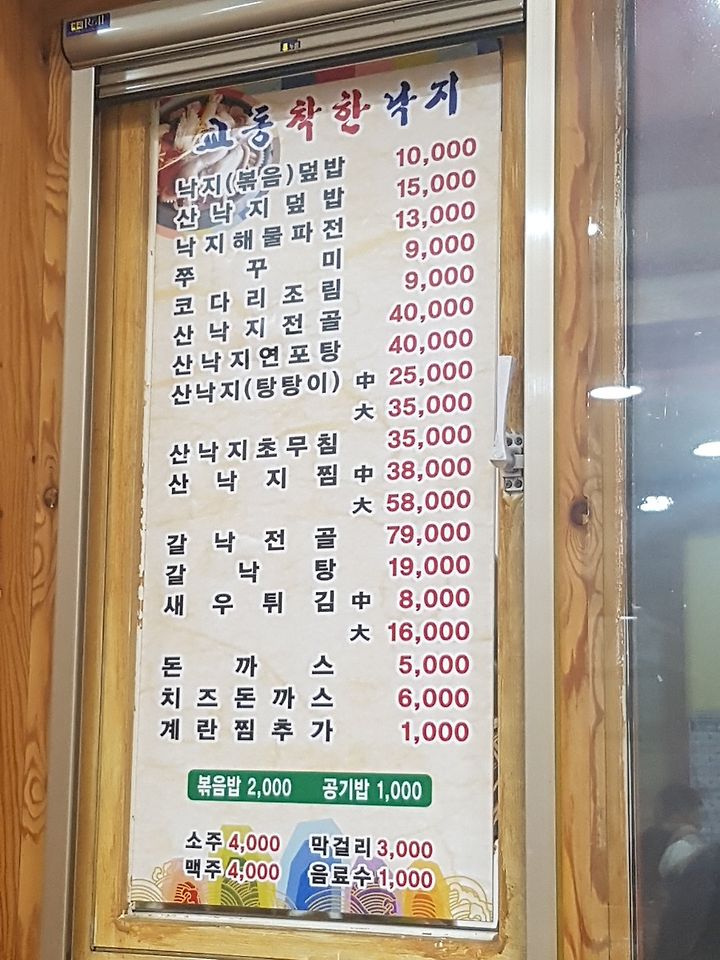 교동착한낙지
낙지(볶음)덮밥 10,000
산낙지덮밥 15,000
낙지해물파전 13,000
쭈꾸미 9,000
코다리조림 9,000
산낙지전골 40,000
산낙지연포탕 40,000
산낙지(탕탕이) 中 25,000
大 35,000
산낙지초무침 35,000
산낙지찜 中 38,000
大 58,000
갈낙전골 79,000
갈낙탕 19,000
새우튀김 中 8,000
大 16,000
돈까스 5,000
치즈돈까스 6,000
계란찜추가 1,000
볶음밥 2,000 공기밥 1,000
소주 4,000 막걸리 3,000
맥주 4,000 음료수 1,000